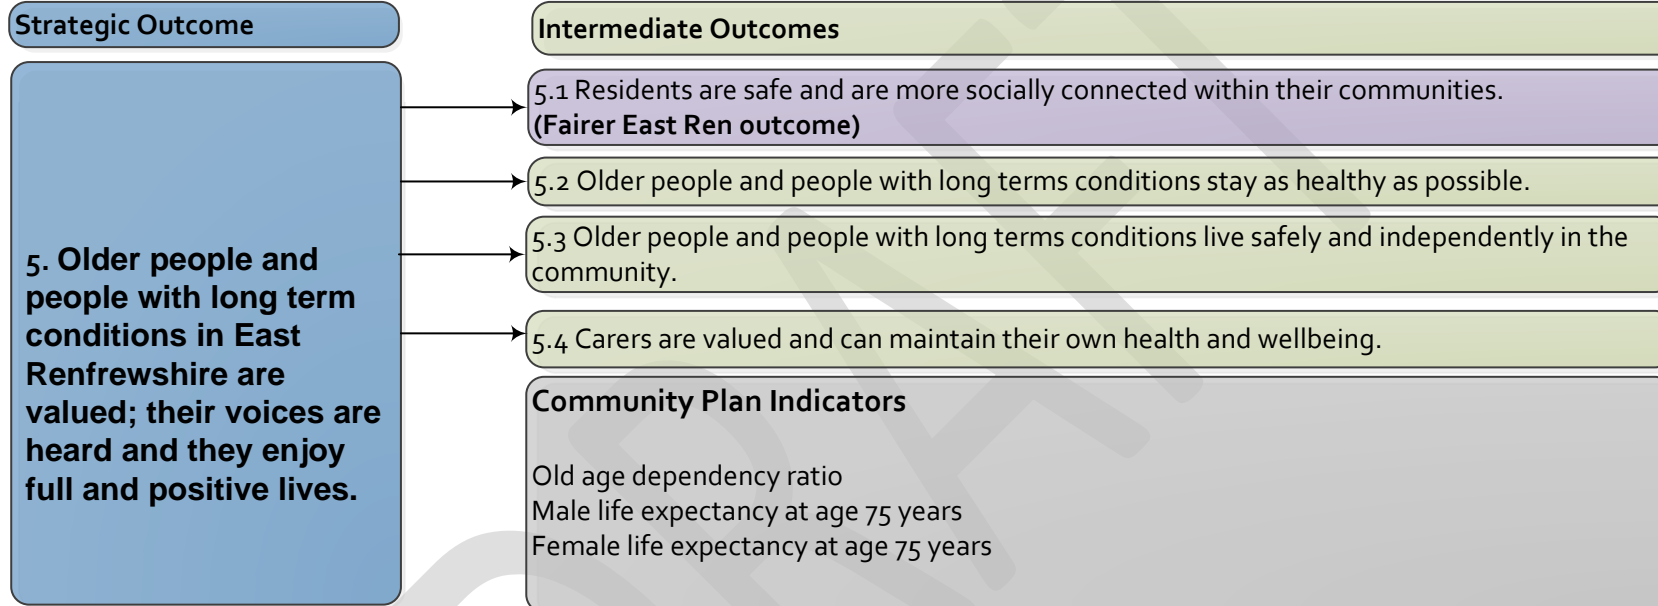 Strategic Outcome
5. Older people and
people with long term
conditions in East
Renfrewshire are
valued; their voices are
heard and they enjoy
full and positive lives.
Intermediate Outcomes
5.1 Residents are safe and are more socially connected within their communities.
(Fairer East Ren outcome)
5.2 Older people and people with long terms conditions stay as healthy as possible.
5.3 Older people and people with long terms conditions live safely and independently in the
community.
5.4 Carers are valued and can maintain their own health and wellbeing.
Community Plan Indicators
Old age dependency ratio
Male life expectancy at age 75 years
Female life expectancy at age 75 years
DRAFT